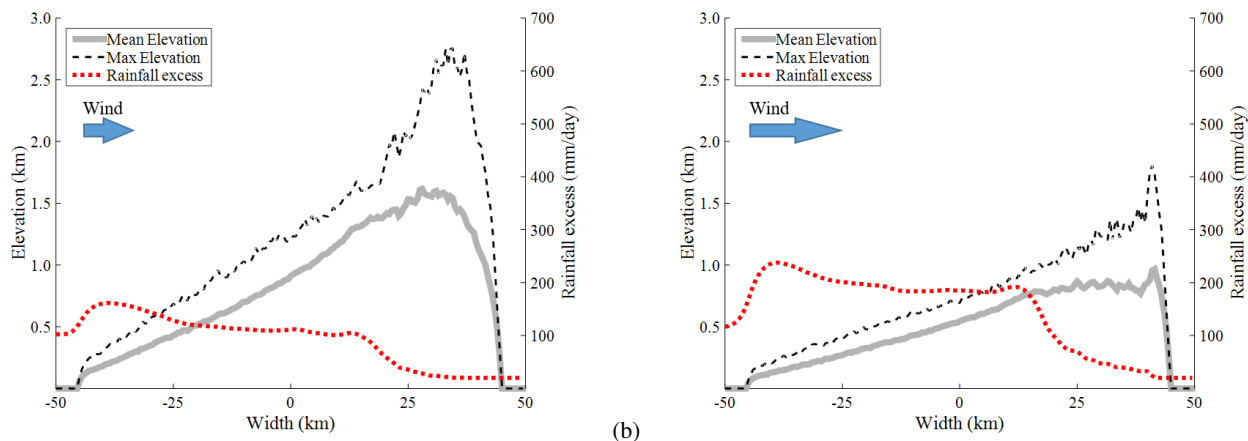 3.0
2.5
2.0
1.5
1.0
0.5
Elevation (km)
Mean Elevation
Max Elevation
Rainfall excess
Wind
700
600
500
400
300
200
100
Rainfall excess (mm/day)
-50
-25
0
25
50
Width (km)
(b)
3.0
2.5
2.0
1.5
1.0
0.5
Elevation (km)
Mean Elevation
Max Elevation
Rainfall excess
Wind
700
600
500
400
300
200
100
Rainfall excess (mm/day)
-50
-25
0
25
50
Width (km)